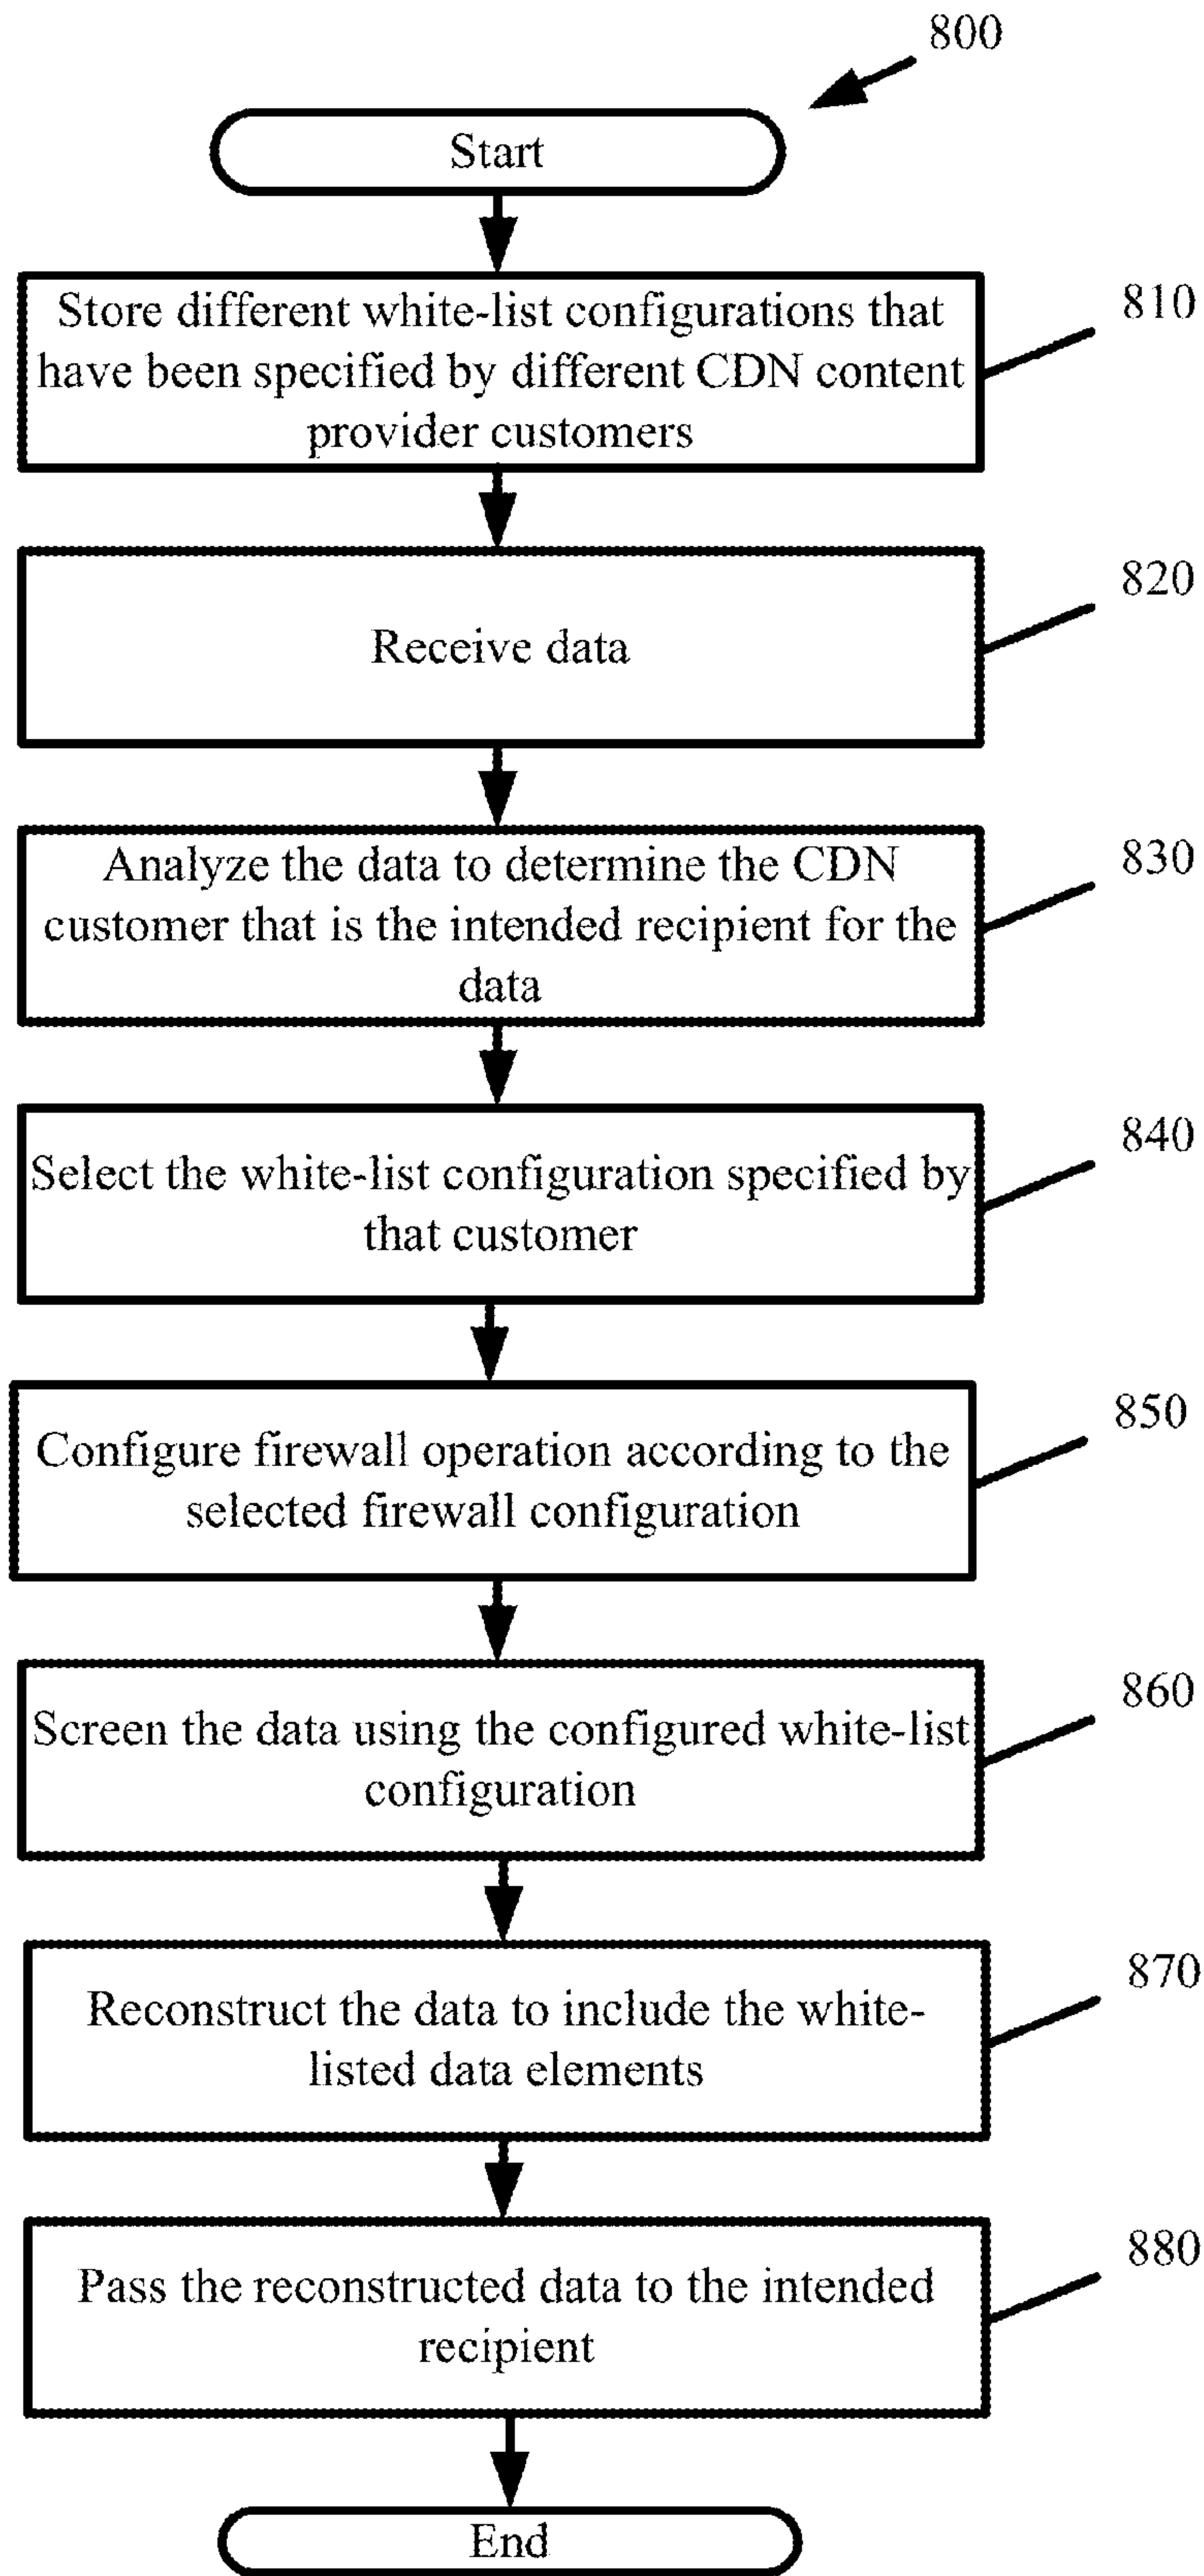 800
Start
Store different white-list configurations that
have been specified by different CDN content
provider customers
810
Receive data
820
Analyze the data to determine the CDN
customer that is the intended recipient for the
data
830
Select the white-list configuration specified by
that customer
840
Configure firewall operation according to the
selected firewall configuration
850
Screen the data using the configured white-list
configuration
860
Reconstruct the data to include the white-
listed data elements
870
Pass the reconstructed data to the intended
recipient
880
End